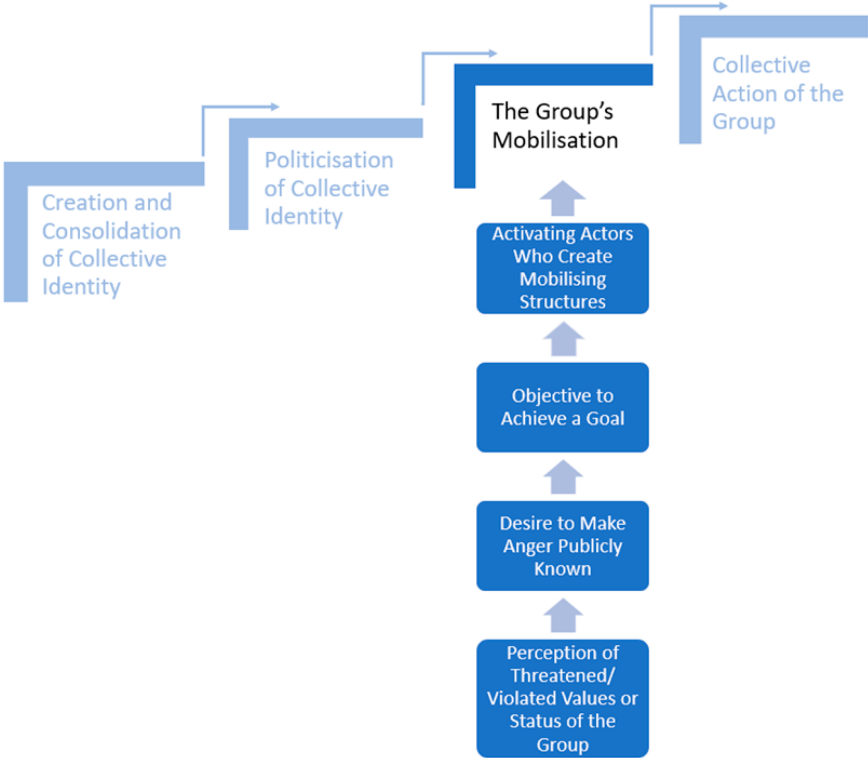 Creation and
Consolidation
of Collective
Identity
Politicisation
of Collective
Identity
The Group's
Mobilisation
Collective
Action of the
Group
Activating Actors
Who Create
Mobilising
Structures
Objective to
Achieve a Goal
Desire to Make
Anger Publicly
Known
Perception of
Threatened/
Violated Values or
Status of the
Group